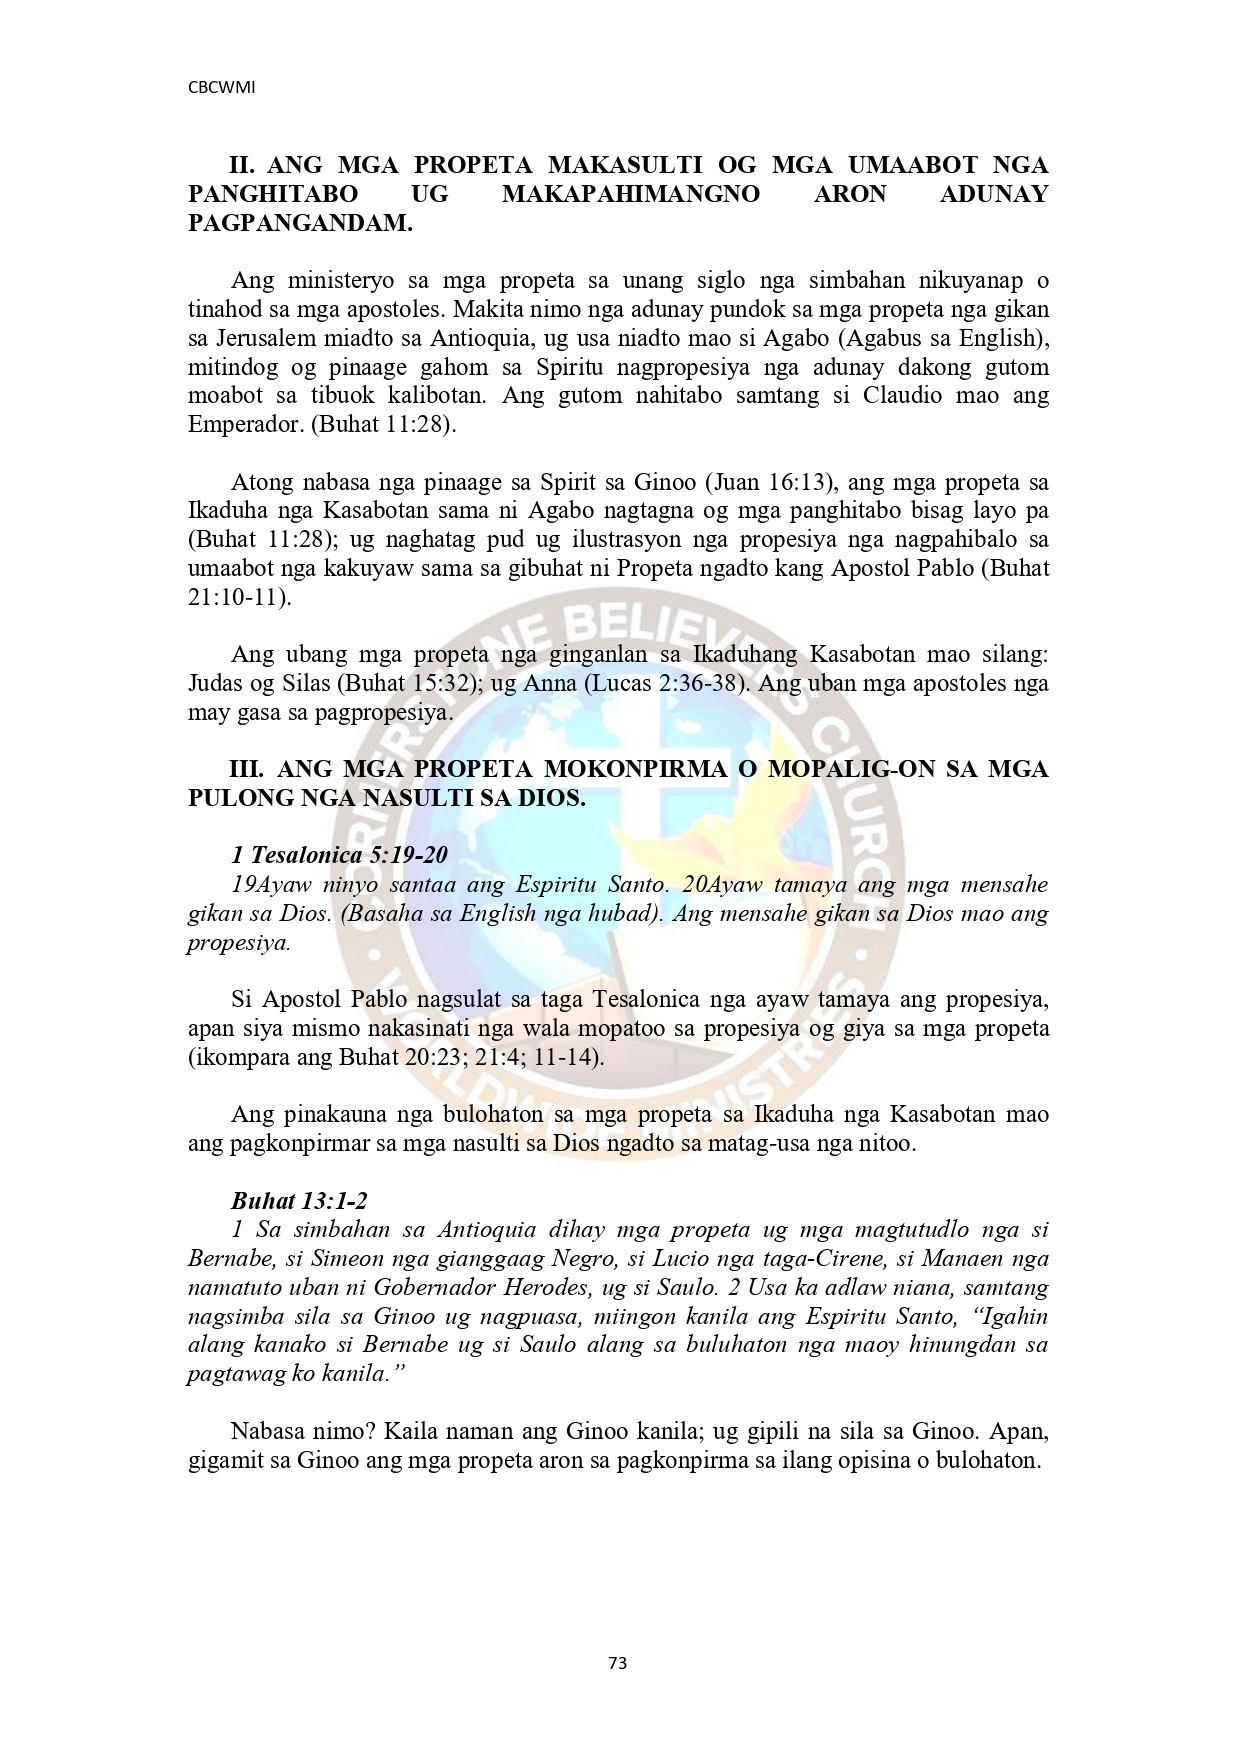 CBCWMI
II. ANG MGA PROPETA MAKASULTI OG MGA UMAABOT NGA
PANGHITABO UG MAKAPAHIMANGNO ARON ADUNAY
PAGPANGANDAM.
Ang ministeryo sa mga propeta sa unang siglo nga simbahan nikuyanap o
tinahod sa mga apostoles. Makita nimo nga adunay pundok sa mga propeta nga gikan
sa Jerusalem miadto sa Antioquia, ug usa niadto mao si Agabo (Agabus sa English),
mitindog og pinaage gahom sa Spiritu nagpropesiya nga adunay dakong gutom
moabot sa tibuok kalibotan. Ang gutom nahitabo samtang si Claudio mao ang
Emperador. (Buhat 11:28).
Atong nabasa nga pinaage sa Spirit sa Ginoo (Juan 16:13), ang mga propeta sa
Ikaduha nga Kasabotan sama ni Agabo nagtagna og mga panghitabo bisag layo pa
(Buhat 11:28); ug naghatag pud ug ilustrasyon nga propesiya nga nagpahibalo sa
umaabot nga kakuyaw sama sa gibuhat ni Propeta ngadto kang Apostol Pablo (Buhat
21:10-11).
Ang ubang mga propeta nga ginganlan sa Ikaduhang Kasabotan mao silang:
Judas og Silas (Buhat 15:32); ug Anna (Lucas 2:36-38). Ang uban mga apostoles nga
may gasa sa pagpropesiya.
III. ANG MGA PROPETA MOKONPIRMA O MOPALIG-ON SA MGA
PULONG NGA NASULTI SA DIOS.
1 Tesalonica 5:19-20
19Ayaw ninyo santaa ang Espiritu Santo. 20Ayaw tamaya ang mga mensahe
gikan sa Dios. (Basaha sa English nga hubad). Ang mensahe gikan sa Dios mao ang
propesiya.
Si Apostol Pablo nagsulat sa taga Tesalonica nga ayaw tamaya ang propesiya,
apan siya mismo nakasinati nga wala mopatoo sa propesiya og giya sa mga propeta
(ikompara ang Buhat 20:23; 21:4; 11-14).
Ang pinakauna nga bulohaton sa mga propeta sa Ikaduha nga Kasabotan mao
ang pagkonpirmar sa mga nasulti sa Dios ngadto sa matag-usa nga nitoo.
Buhat 13:1-2
1 Sa simbahan sa Antioquia dihay mga propeta ug mga magtutudlo nga si
Bernabe, si Simeon nga gianggaag Negro, si Lucio nga taga-Cirene, si Manaen nga
namatuto uban ni Gobernador Herodes, ug si Saulo. 2 Usa ka adlaw niana, samtang
nagsimba sila sa Ginoo ug nagpuasa, miingon kanila ang Espiritu Santo, “Igahin
alang kanako si Bernabe ug si Saulo alang sa buluhaton nga maoy hinungdan sa
pagtawag ko kanila.”
Nabasa nimo? Kaila naman ang Ginoo kanila; ug gipili na sila sa Ginoo. Apan,
gigamit sa Ginoo ang mga propeta aron sa pagkonpirma sa ilang opisina o bulohaton.
CORNERSTONE BELIEVERS CHURCH
WORLDWIDE MINISTRIES
73